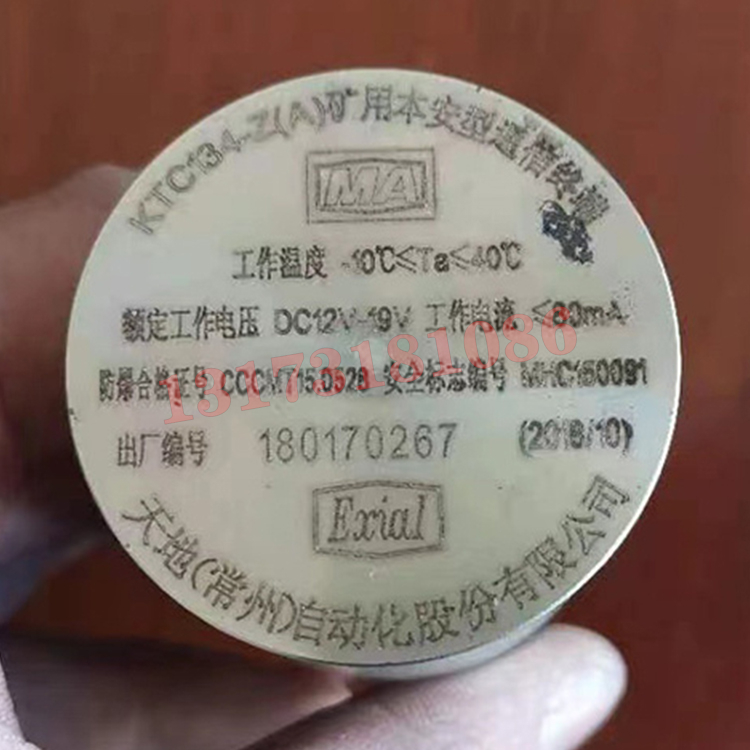 KTC134-Z(A)矿用本安型通信终端
MA
工作温度 -10℃≤Ta≤40℃
额定工作电压 DC12V-19V 工作电流 ≤80mA
防爆合格证号 CCCMT15.0528 安全标志编号 MHC150091
13173181086
出厂编号 180170267 (2018/10)
ExiaI
天地(常州)自动化股份有限公司